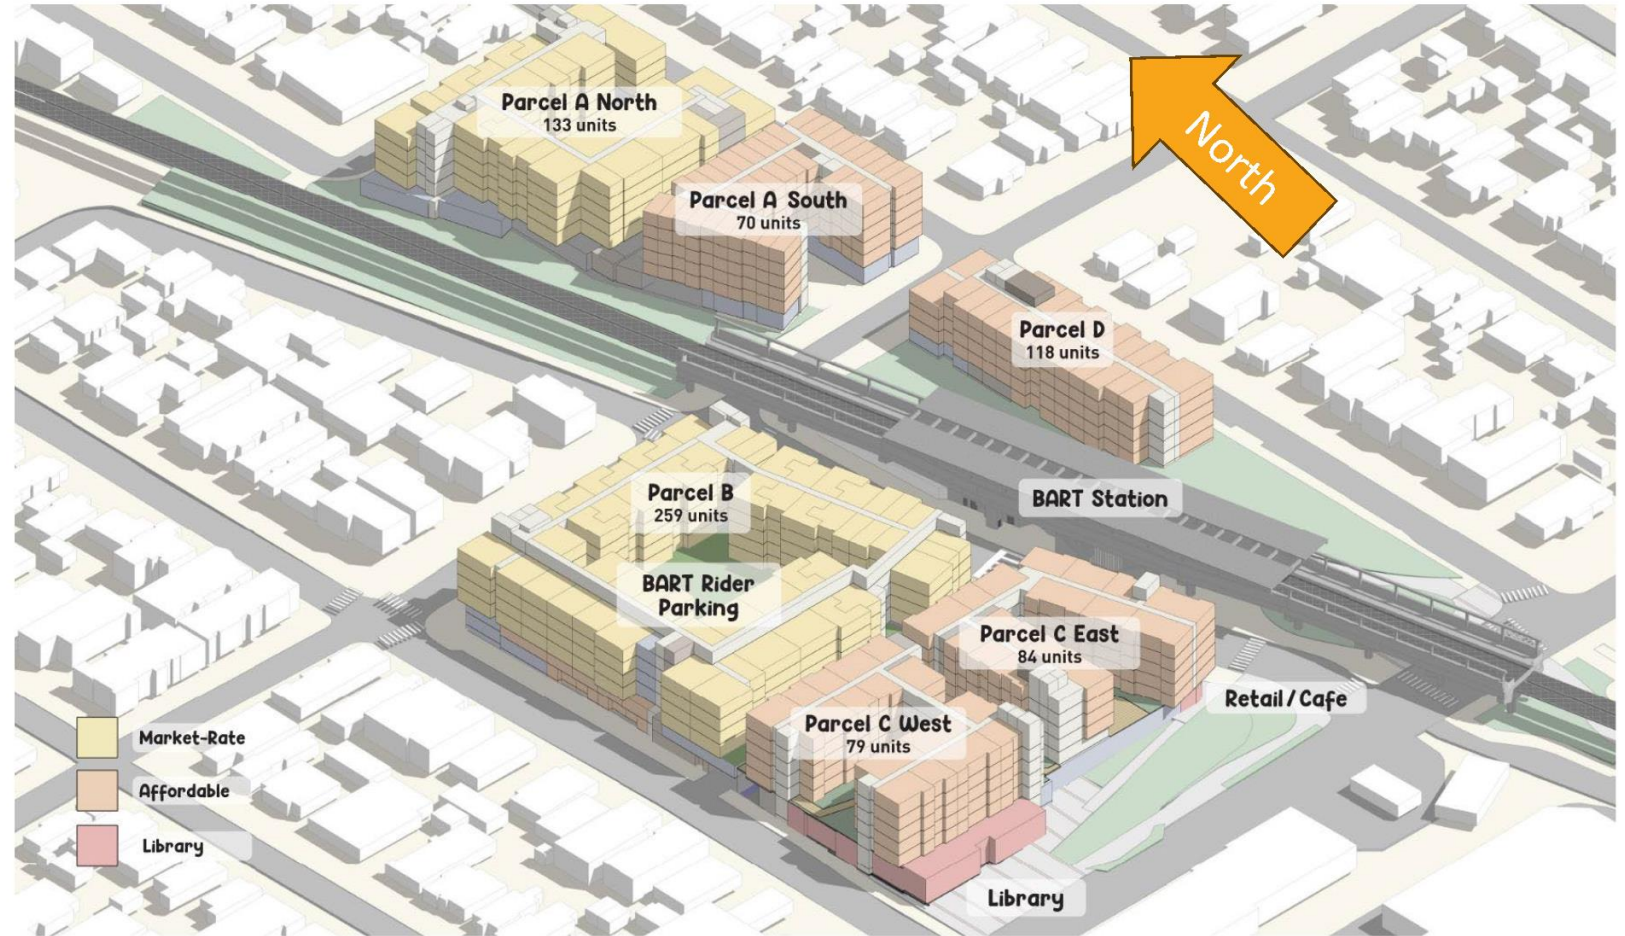 Parcel A North
133 units
North
Parcel A South
70 units
Parcel D
118 units
Parcel B
259 units
BART Station
BART Rider
Parking
Parcel C East
84 units
Retail/Cafe
Parcel C West
79 units
Market-Rate
Affordable
Library
Library